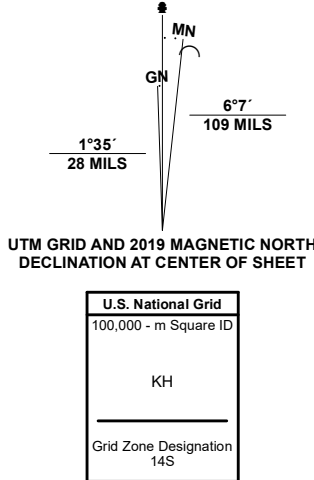 MN
GN
6°7´
109 MILS
1°35´
28 MILS
UTM GRID AND 2019 MAGNETIC NORTH
DECLINATION AT CENTER OF SHEET
U.S. National Grid
100,000 - m Square ID
KH
Grid Zone Designation
14S